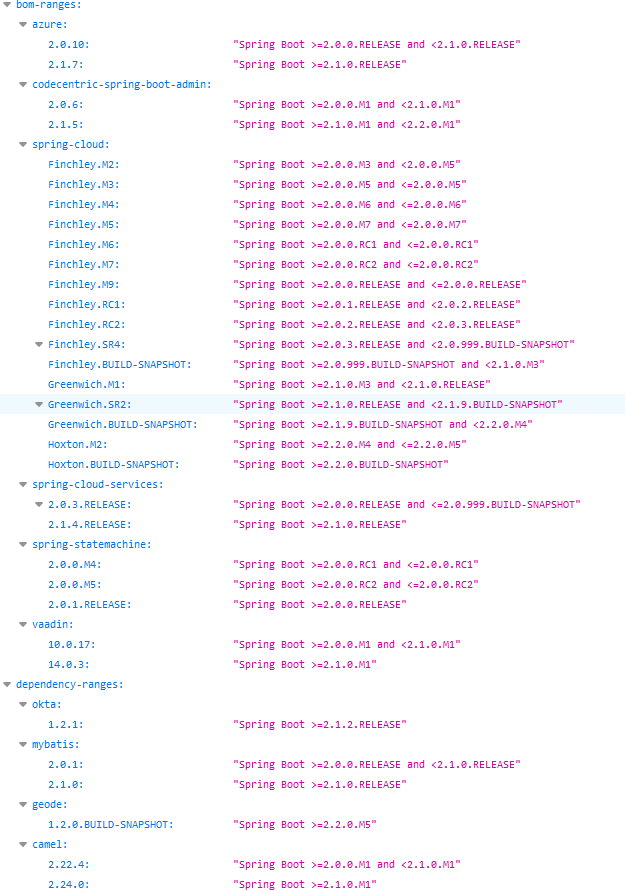 bom-ranges:
azure:
2.0.10: "Spring Boot >=2.0.0.RELEASE and <2.1.0.RELEASE"
2.1.7: "Spring Boot >=2.1.0.RELEASE"
codecentric-spring-boot-admin:
2.0.6: "Spring Boot >=2.0.0.M1 and <2.1.0.M1"
2.1.5: "Spring Boot >=2.1.0.M1 and <2.2.0.M1"
spring-cloud:
Finchley.M2: "Spring Boot >=2.0.0.M3 and <2.0.0.M5"
Finchley.M3: "Spring Boot >=2.0.0.M5 and <=2.0.0.M5"
Finchley.M4: "Spring Boot >=2.0.0.M6 and <=2.0.0.M6"
Finchley.M5: "Spring Boot >=2.0.0.M7 and <=2.0.0.M7"
Finchley.M6: "Spring Boot >=2.0.0.RC1 and <=2.0.0.RC1"
Finchley.M7: "Spring Boot >=2.0.0.RC2 and <=2.0.0.RC2"
Finchley.M9: "Spring Boot >=2.0.0.RELEASE and <=2.0.0.RELEASE"
Finchley.RC1: "Spring Boot >=2.0.1.RELEASE and <2.0.2.RELEASE"
Finchley.RC2: "Spring Boot >=2.0.2.RELEASE and <2.0.3.RELEASE"
Finchley.SR4: "Spring Boot >=2.0.3.RELEASE and <2.0.999.BUILD-SNAPSHOT"
Finchley.BUILD-SNAPSHOT: "Spring Boot >=2.0.999.BUILD-SNAPSHOT and <2.1.0.M3"
Greenwich.M1: "Spring Boot >=2.1.0.M3 and <2.1.0.RELEASE"
Greenwich.SR2: "Spring Boot >=2.1.0.RELEASE and <2.1.9.BUILD-SNAPSHOT"
Greenwich.BUILD-SNAPSHOT: "Spring Boot >=2.1.9.BUILD-SNAPSHOT and <2.2.0.M4"
Hoxton.M2: "Spring Boot >=2.2.0.M4 and <=2.2.0.M5"
Hoxton.BUILD-SNAPSHOT: "Spring Boot >=2.2.0.BUILD-SNAPSHOT"
spring-cloud-services:
2.0.3.RELEASE: "Spring Boot >=2.0.0.RELEASE and <=2.0.999.BUILD-SNAPSHOT"
2.1.4.RELEASE: "Spring Boot >=2.1.0.RELEASE"
spring-statemachine:
2.0.0.M4: "Spring Boot >=2.0.0.RC1 and <=2.0.0.RC1"
2.0.0.M5: "Spring Boot >=2.0.0.RC2 and <=2.0.0.RC2"
2.0.1.RELEASE: "Spring Boot >=2.0.0.RELEASE"
vaadin:
10.0.17: "Spring Boot >=2.0.0.M1 and <2.1.0.M1"
14.0.3: "Spring Boot >=2.1.0.M1"
dependency-ranges:
okta:
1.2.1: "Spring Boot >=2.1.2.RELEASE"
mybatis:
2.0.1: "Spring Boot >=2.0.0.RELEASE and <2.1.0.RELEASE"
2.1.0: "Spring Boot >=2.1.0.RELEASE"
geode:
1.2.0.BUILD-SNAPSHOT: "Spring Boot >=2.2.0.M5"
camel:
2.22.4: "Spring Boot >=2.0.0.M1 and <2.1.0.M1"
2.24.0: "Spring Boot >=2.1.0.M1"